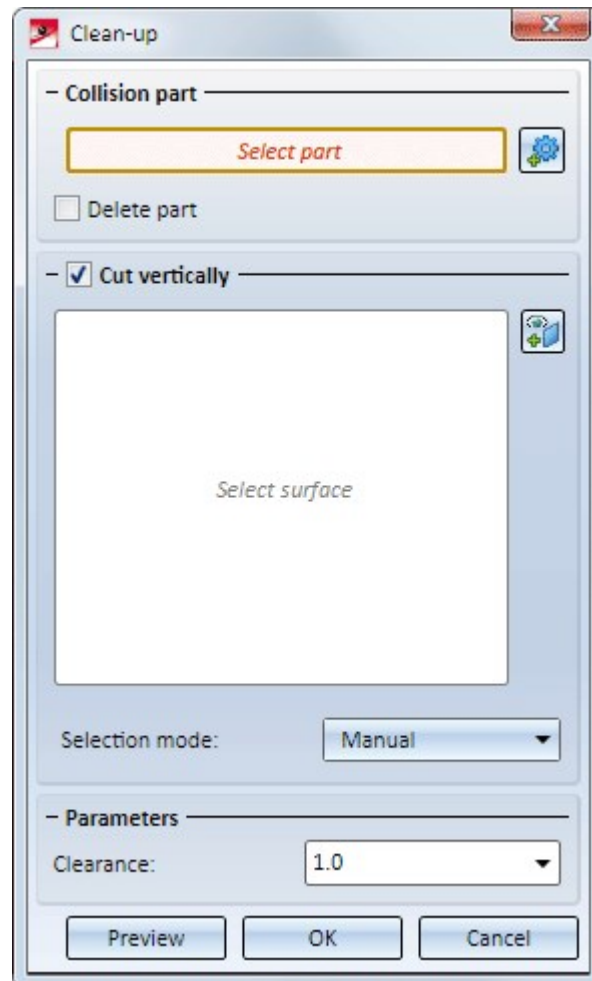 Clean-up
Collision part
Select part
Delete part
Cut vertically
Select surface
Selection mode: Manual
Parameters
Clearance: 1.0
Preview OK Cancel